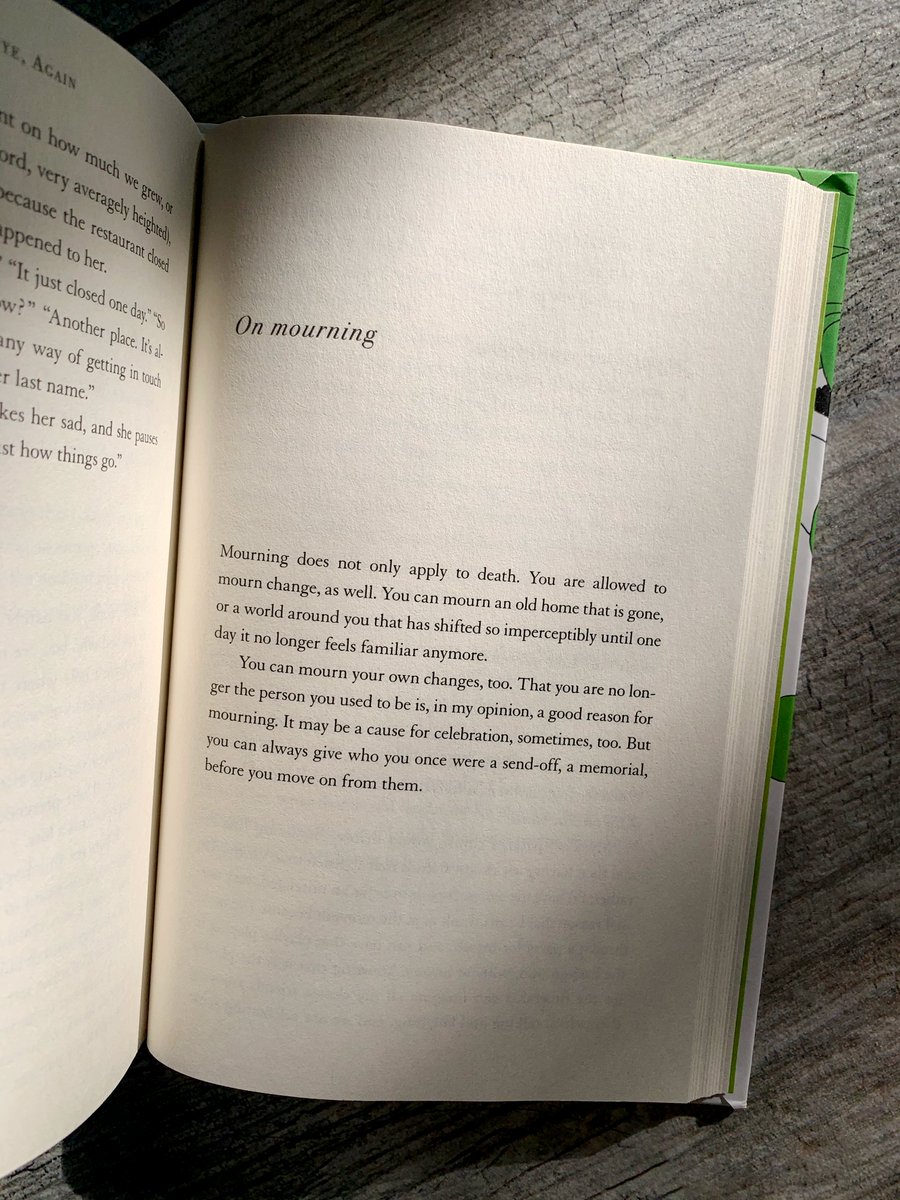 YE, AGAIN
nt on how much we grew, or
ord, very averagely heighted),
because the restaurant closed
appened to her.
" "It just closed one day." "So
ow?" "Another place. It's al-
any way of getting in touch
er last name."
kes her sad, and she pauses
st how things go."
On mourning
Mourning does not only apply to death. You are allowed to
mourn change, as well. You can mourn an old home that is gone,
or a world around you that has shifted so imperceptibly until one
day it no longer feels familiar anymore.
You can mourn your own changes, too. That you are no lon-
ger the person you used to be is, in my opinion, a good reason for
mourning. It may be a cause for celebration, sometimes, too. But
you can always give who you once were a send-off, a memorial,
before you move on from them.